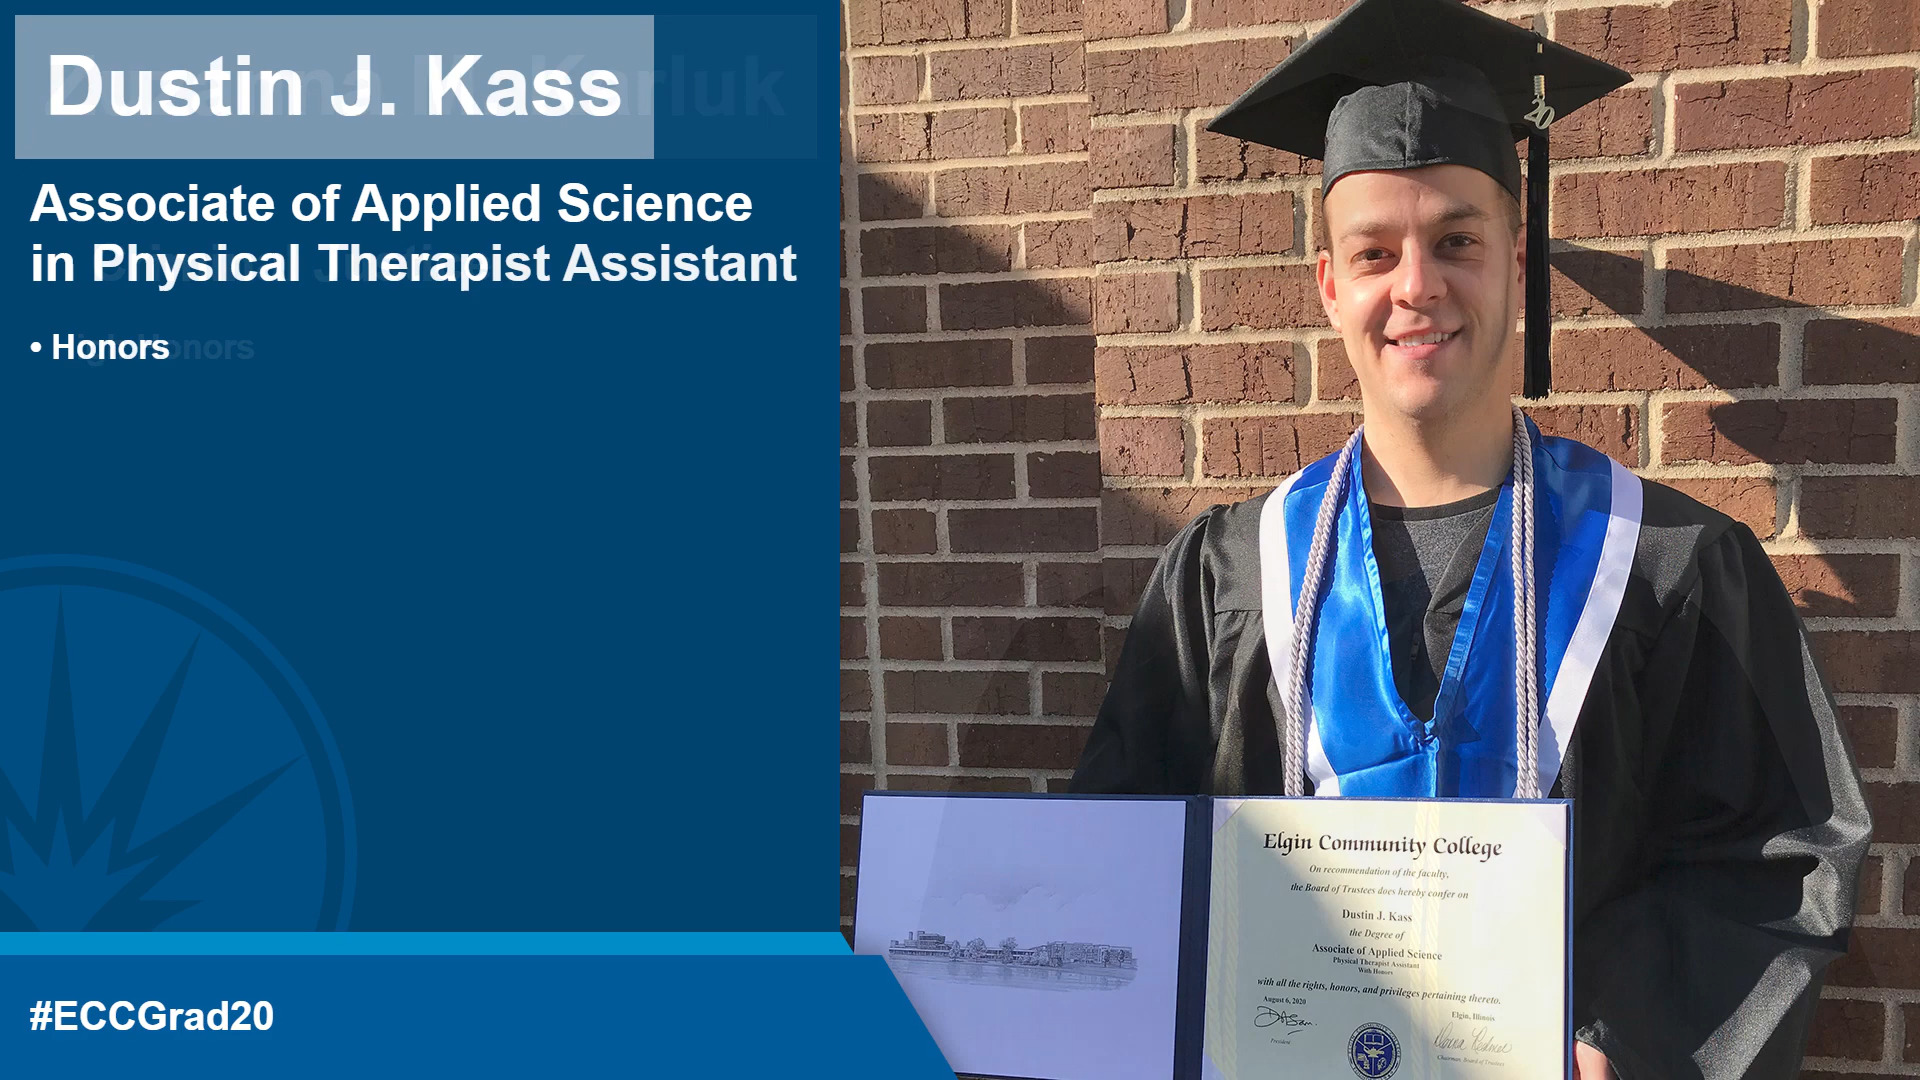 Dustin J. Kass
Associate of Applied Science
in Physical Therapist Assistant
• Honors
#ECCGrad20
20
Elgin Community College
On recommendation of the faculty,
the Board of Trustees does hereby confer on
Dustin J. Kass
the Degree of
Associate of Applied Science
Physical Therapist Assistant
With Honors
with all the rights, honors, and privileges pertaining thereto.
August 6, 2020
Elgin, Illinois
President
Chairman, Board of Trustees